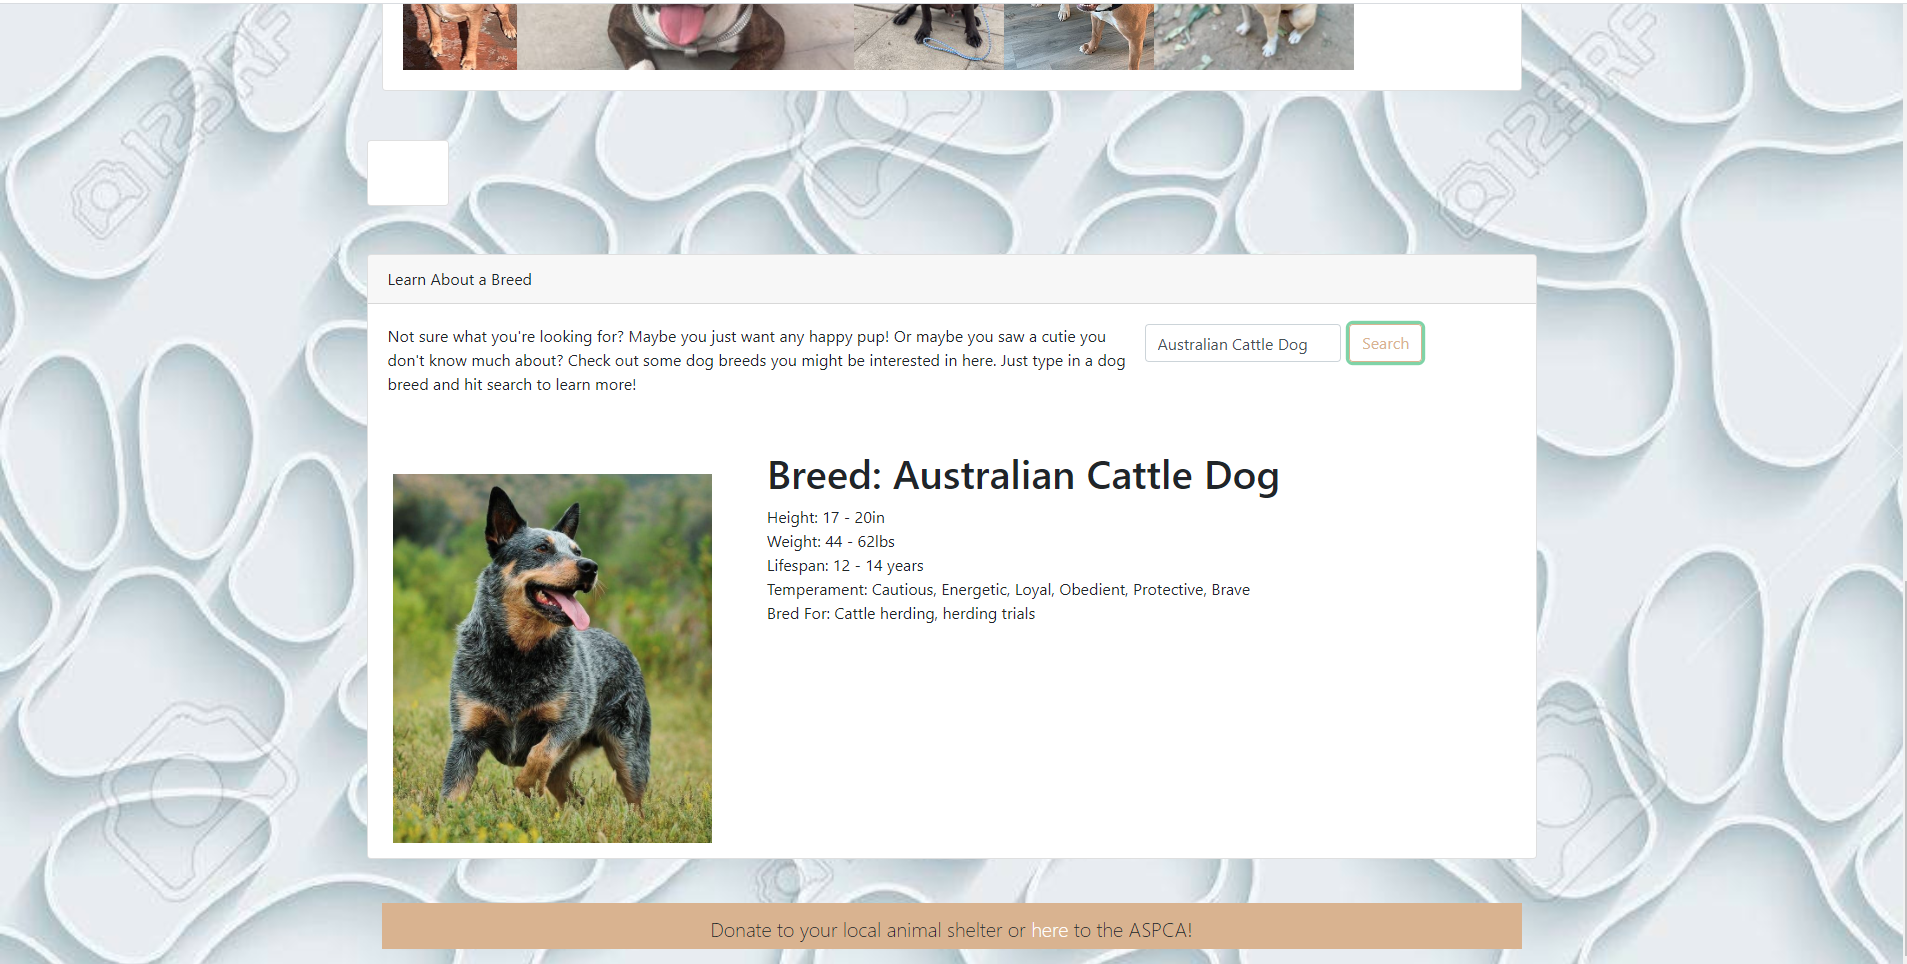 123RF
123RF
Learn About a Breed
Not sure what you're looking for? Maybe you just want any happy pup! Or maybe you saw a cutie you
don't know much about? Check out some dog breeds you might be interested in here. Just type in a dog
breed and hit search to learn more!
Australian Cattle Dog
Search
Breed: Australian Cattle Dog
Height: 17 - 20in
Weight: 44 - 62lbs
Lifespan: 12 - 14 years
Temperament: Cautious, Energetic, Loyal, Obedient, Protective, Brave
Bred For: Cattle herding, herding trials
Donate to your local animal shelter or here to the ASPCA!